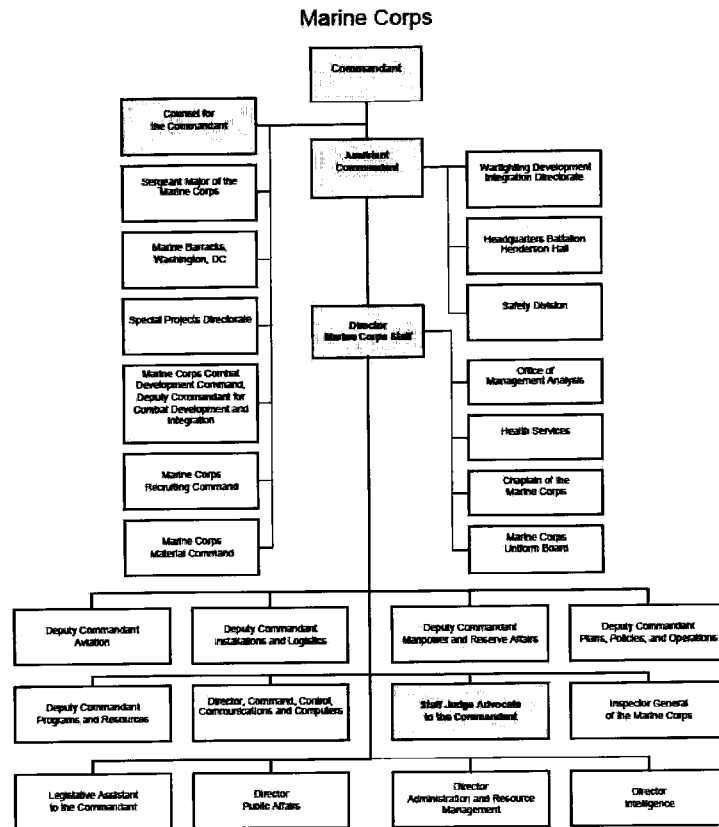 Marine Corps
Commandant
Counsel for
the Commandant
Assistant
Commandant
Warfighting Development
Integration Directorate
Sergeant Major of the
Marine Corps
Headquarters Battalion
Henderson Hall
Marine Barracks,
Washington, DC
Safety Division
Special Projects Directorate
Director
Marine Corps Staff
Office of
Management Analysis
Marine Corps Combat
Development Command,
Deputy Commandant for
Combat Development and
Integration
Health Services
Marine Corps
Recruiting Command
Chaplain of the
Marine Corps
Marine Corps
Material Command
Marine Corps
Uniform Board
Deputy Commandant
Aviation
Deputy Commandant
Installations and Logistics
Deputy Commandant
Manpower and Reserve Affairs
Deputy Commandant
Plans, Policies, and Operations
Deputy Commandant
Programs and Resources
Director, Command, Control,
Communications and Computers
Staff Judge Advocate
to the Commandant
Inspector General
of the Marine Corps
Legislative Assistant
to the Commandant
Director
Public Affairs
Director
Administration and Resource
Management
Director
Intelligence